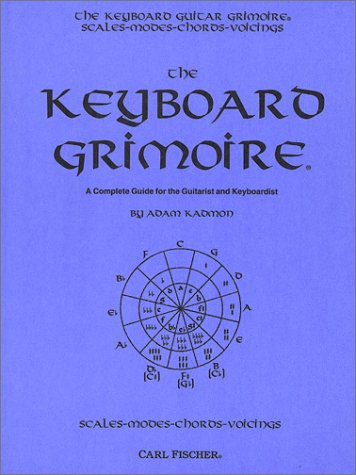 THE KEYBOARD GUITAR GRIMOIRE®
SCALES-MODES-CHORDS-VOICINGS
THE
KEYBOARD
GRIMOIRE®
A Complete Guide for the Guitarist and Keyboardist
BY ADAM KADMON
C
F G
B♭ D
E♭ A
A♭ E
D♭ B
[C♯] F♯ [C♭]
[G♭]
SCALES-MODES-CHORDS-VOICINGS
CARL FISCHER®